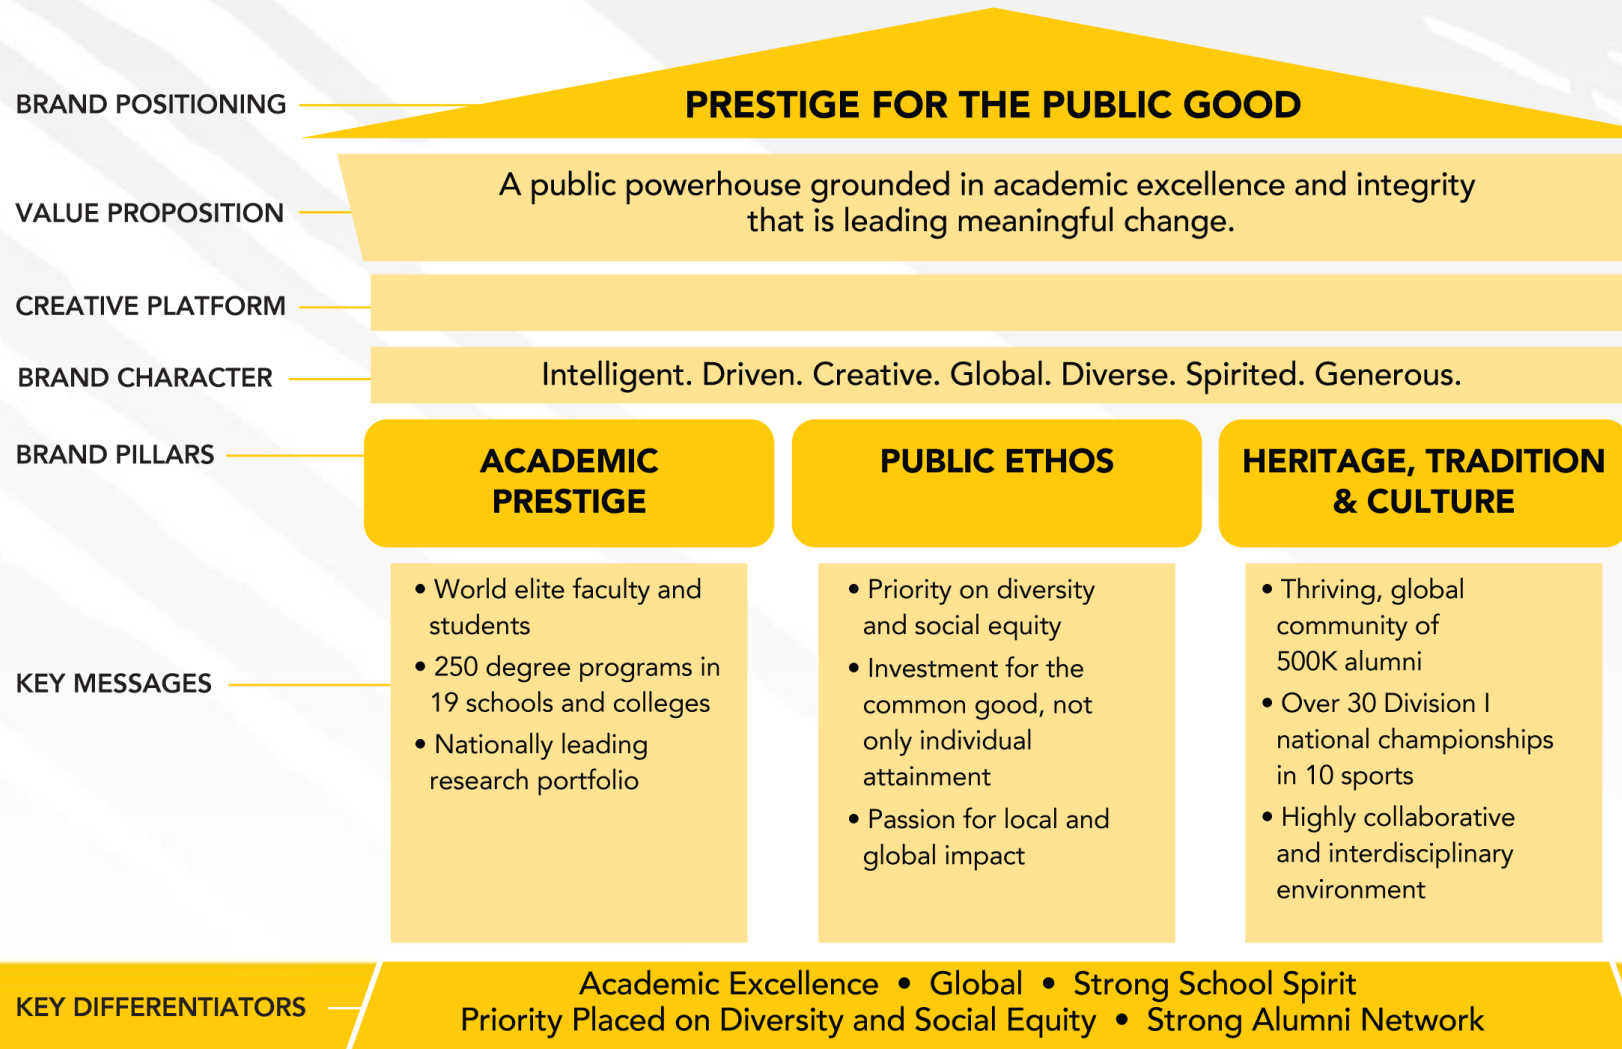 BRAND POSITIONING
PRESTIGE FOR THE PUBLIC GOOD
VALUE PROPOSITION
A public powerhouse grounded in academic excellence and integrity
that is leading meaningful change.
CREATIVE PLATFORM
BRAND CHARACTER
Intelligent. Driven. Creative. Global. Diverse. Spirited. Generous.
BRAND PILLARS
ACADEMIC
PRESTIGE
PUBLIC ETHOS
HERITAGE, TRADITION
& CULTURE
KEY MESSAGES
• World elite faculty and
students
• 250 degree programs in
19 schools and colleges
• Nationally leading
research portfolio
• Priority on diversity
and social equity
• Investment for the
common good, not
only individual
attainment
• Passion for local and
global impact
• Thriving, global
community of
500K alumni
• Over 30 Division I
national championships
in 10 sports
• Highly collaborative
and interdisciplinary
environment
KEY DIFFERENTIATORS
Academic Excellence • Global • Strong School Spirit
Priority Placed on Diversity and Social Equity • Strong Alumni Network